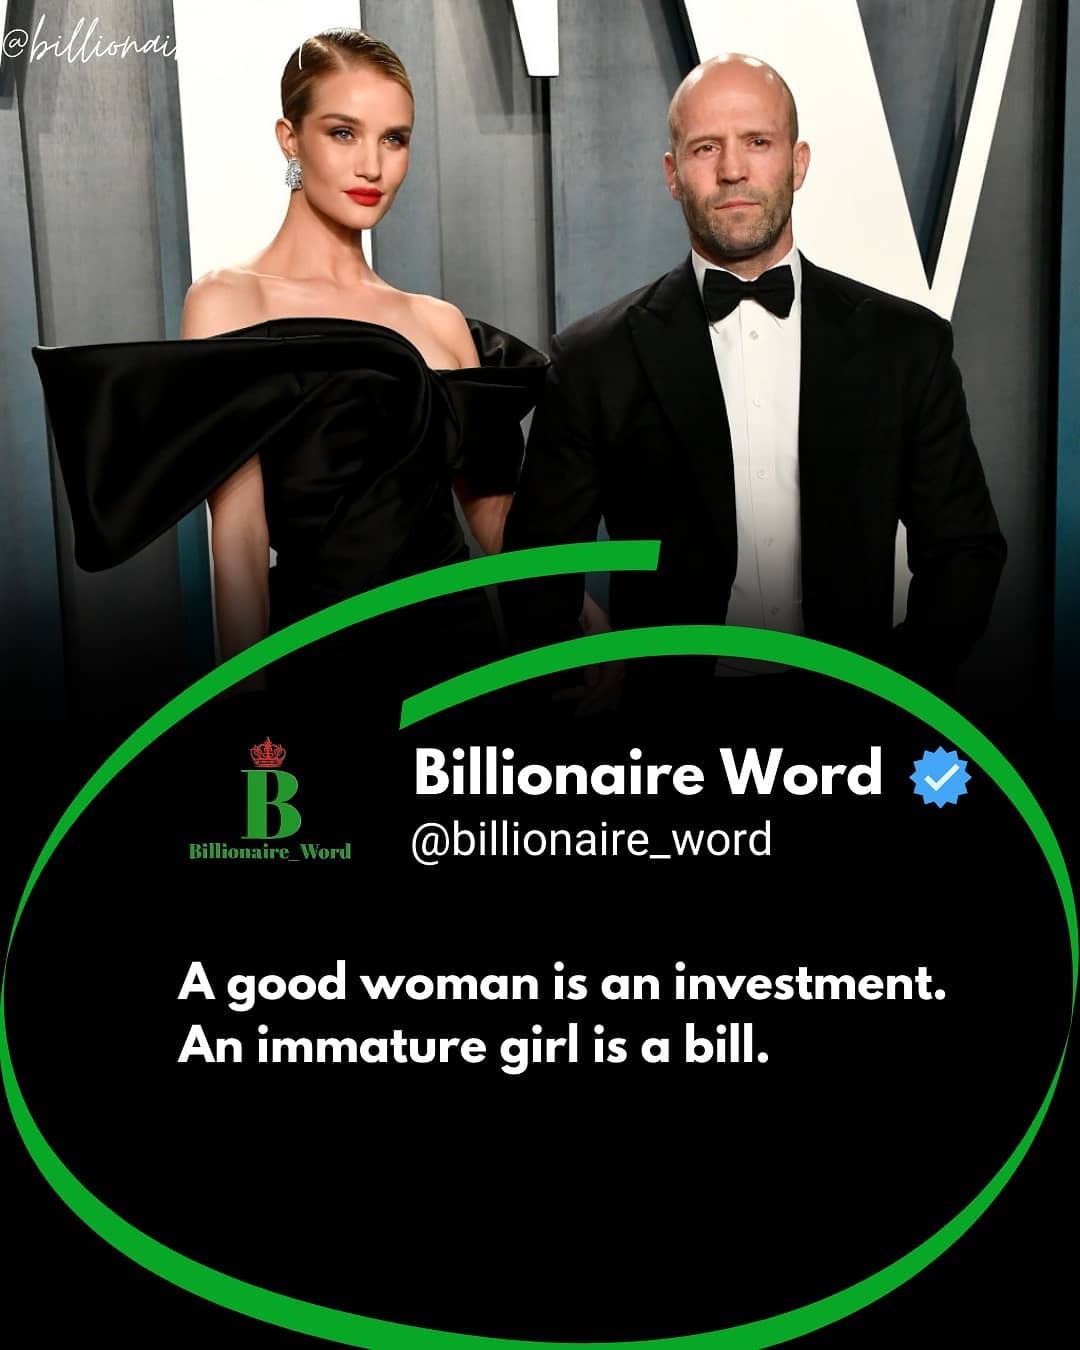 @billionai
B
Billionaire_Word
Billionaire Word
@billionaire_word
A good woman is an investment.
An immature girl is a bill.